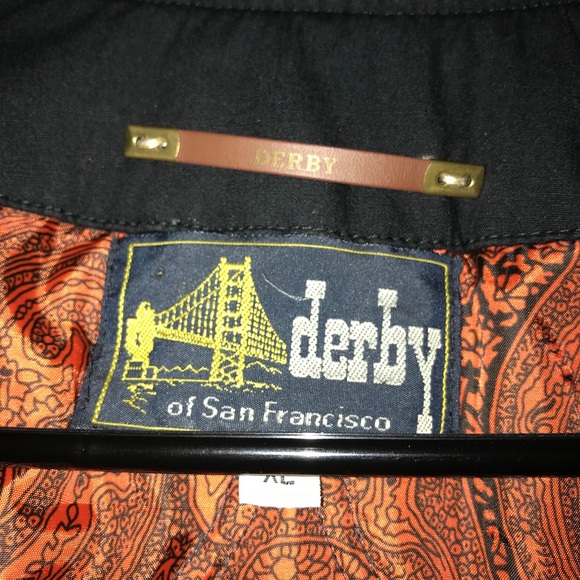 DERBY
derby
of San Francisco
XL